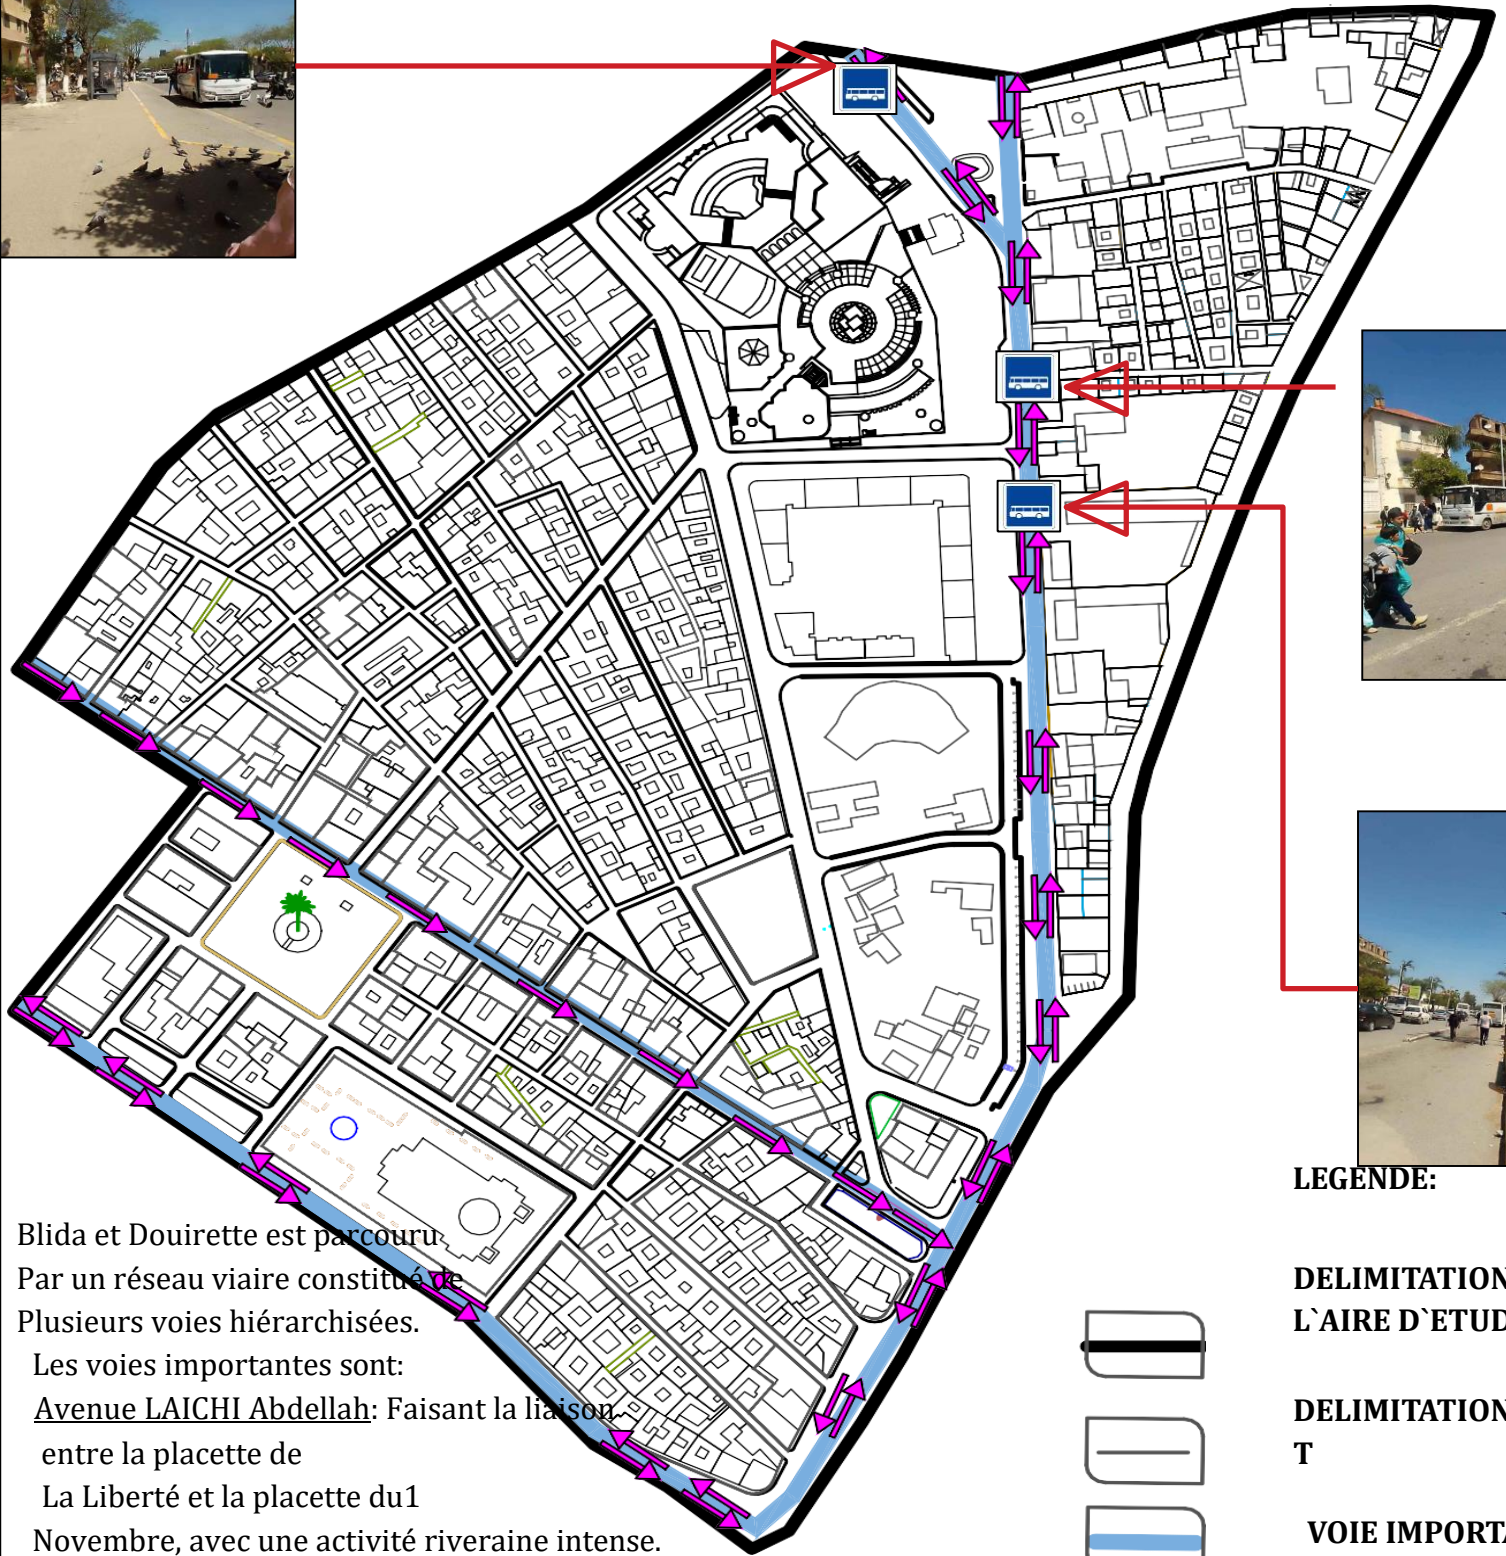 Blida et Douirette est parcouru
Par un réseau viaire constitué de
Plusieurs voies hiérarchisées.
Les voies importantes sont:
Avenue LAICHI Abdellah: Faisant la liaison
entre la placette de
La Liberté et la placette du1
Novembre, avec une activité riveraine intense.
LEGENDE:
DELIMITATION
L`AIRE D`ETUD
DELIMITATION
T
VOIE IMPORTA